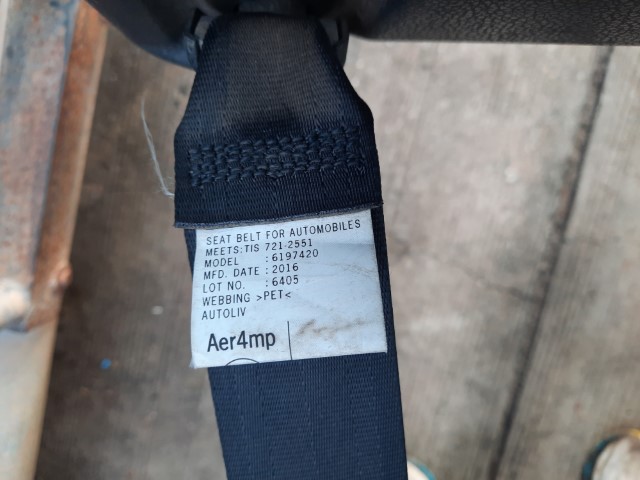 SEAT BELT FOR AUTOMOBILES
MEETS:TIS 721-2551
MODEL : 6197420
MFD. DATE : 2016
LOT NO. : 6405
WEBBING >PET<
AUTOLIV
Aer4mp